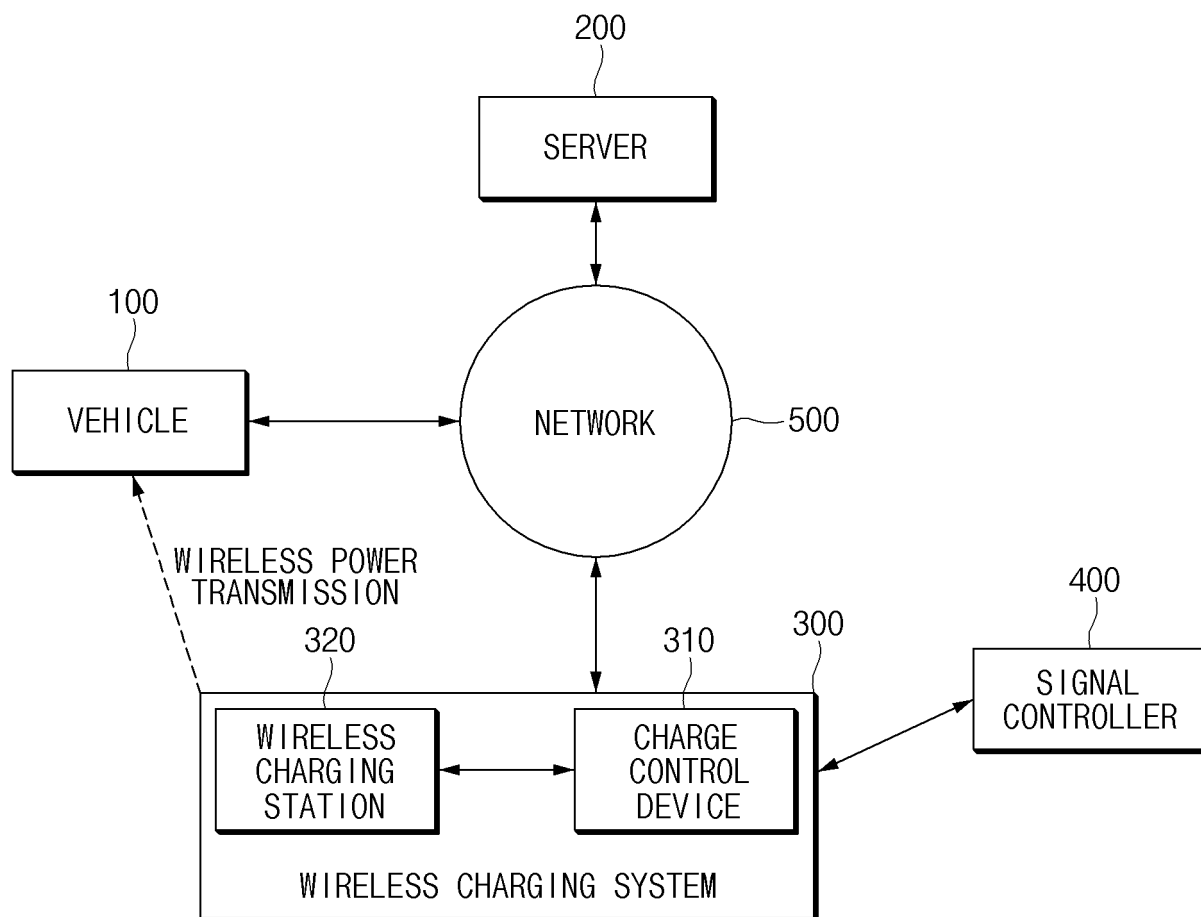 200
SERVER
100
VEHICLE
NETWORK
500
WIRELESS POWER
TRANSMISSION
400
SIGNAL
CONTROLLER
300
320
310
WIRELESS
CHARGING
STATION
CHARGE
CONTROL
DEVICE
WIRELESS CHARGING SYSTEM